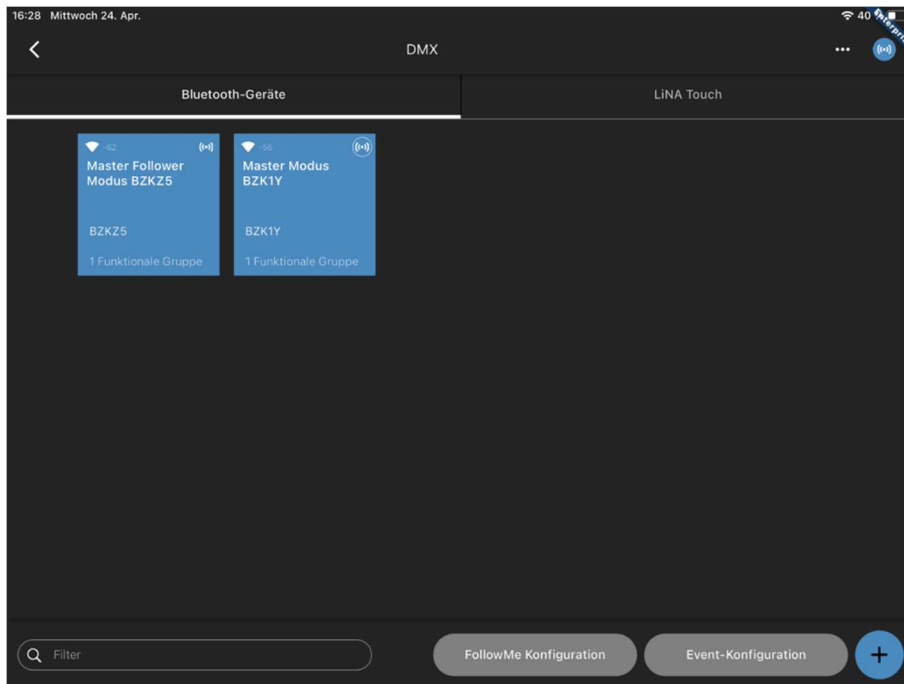 16:28 Mittwoch 24. Apr.
40
Enterpri
DMX
Bluetooth-Geräte
LiNA Touch
-62
Master Follower
Modus BZKZ5
BZKZ5
1 Funktionale Gruppe
-56
Master Modus
BZK1Y
BZK1Y
1 Funktionale Gruppe
Filter
FollowMe Konfiguration
Event-Konfiguration